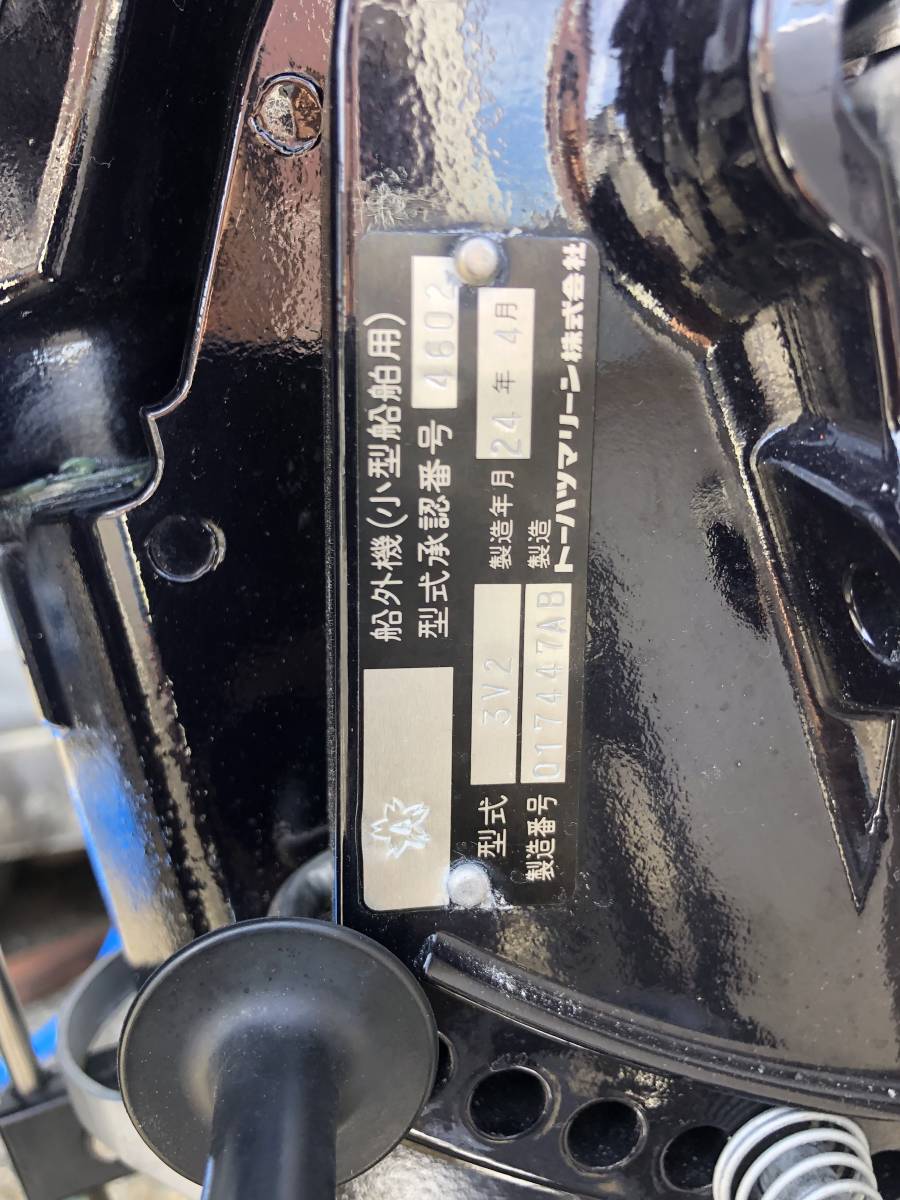 船外機(小型船舶用)
型式承認番号 4602
型式 3V2 製造年月 24年 4月
製造番号 017447AB 製造
トーハツマリーン株式会社